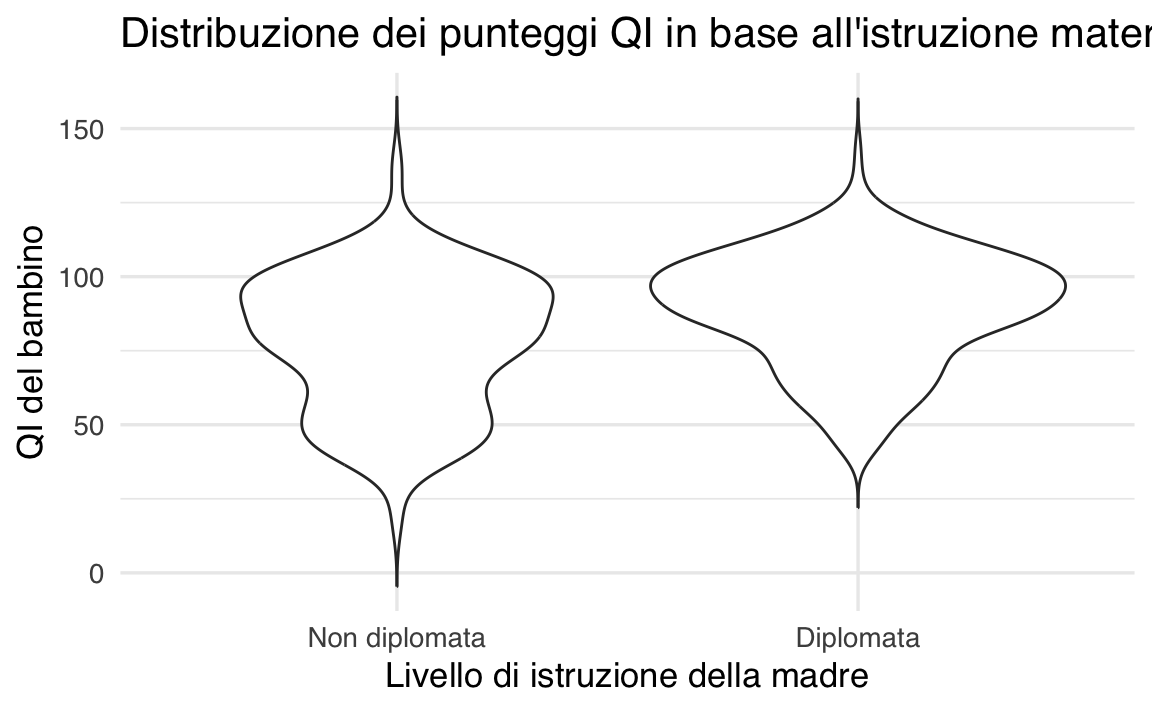 Distribuzione dei punteggi QI in base all'istruzione mater
150
100
50
0
QI del bambino
Non diplomata
Diplomata
Livello di istruzione della madre